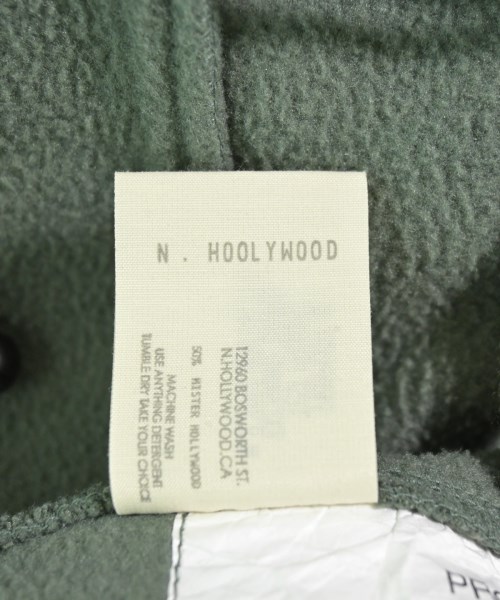 N. HOOLYWOOD
12960 BOSWORTH ST.
N.HOLLYWOOD.CA
50% MISTER HOLLYWOOD
MACHINE WASH
USE ANYTHING DETERGENT
TUMBLE DRY TAKE YOUR CHOICE